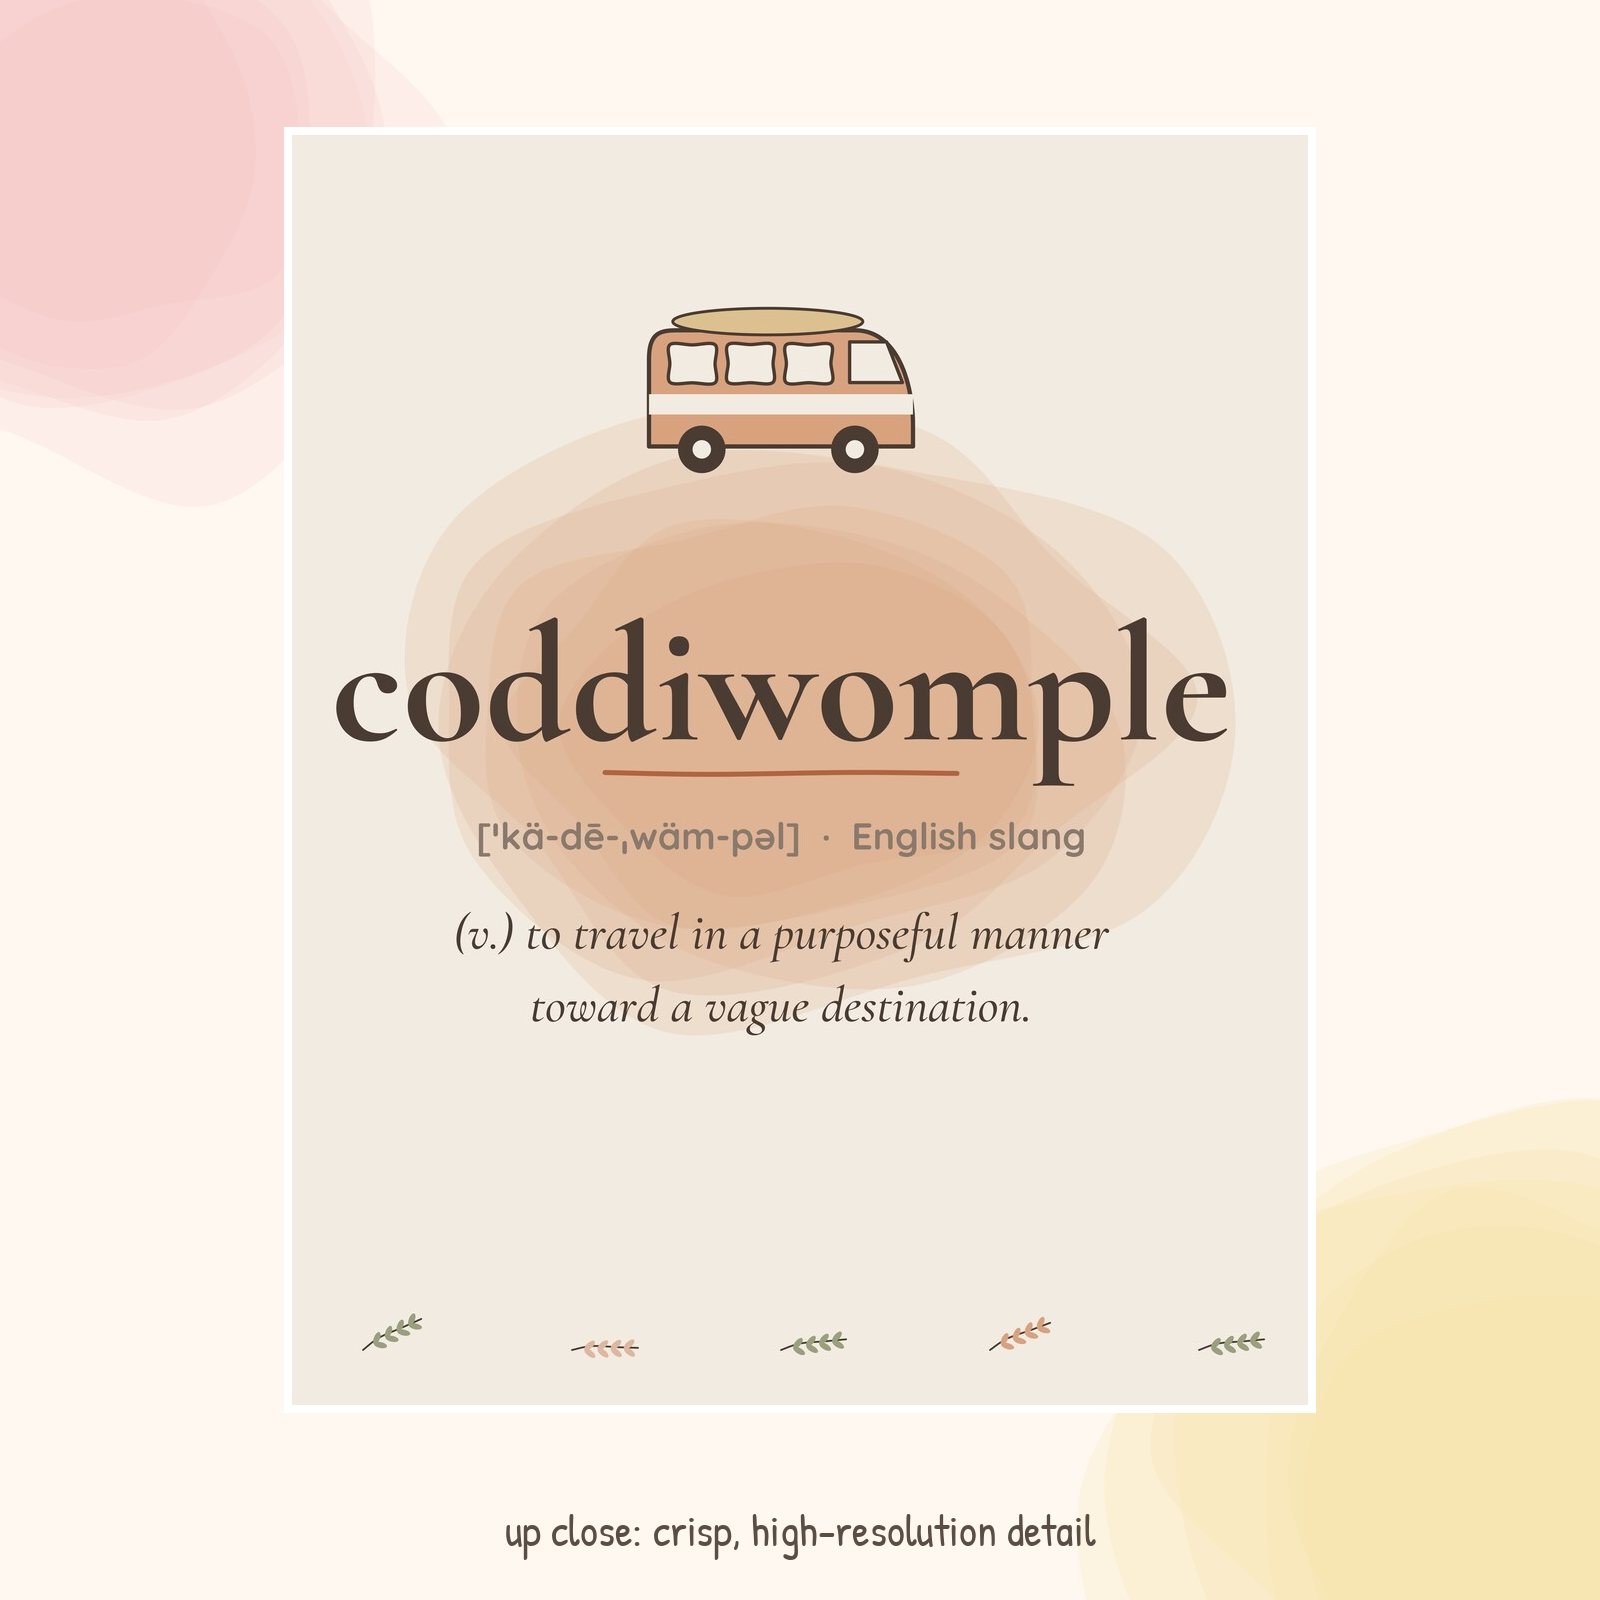 coddiwomple
[ˈkä-dē-ˌwäm-pəl] · English slang
(v.) to travel in a purposeful manner
toward a vague destination.
up close: crisp, high-resolution detail